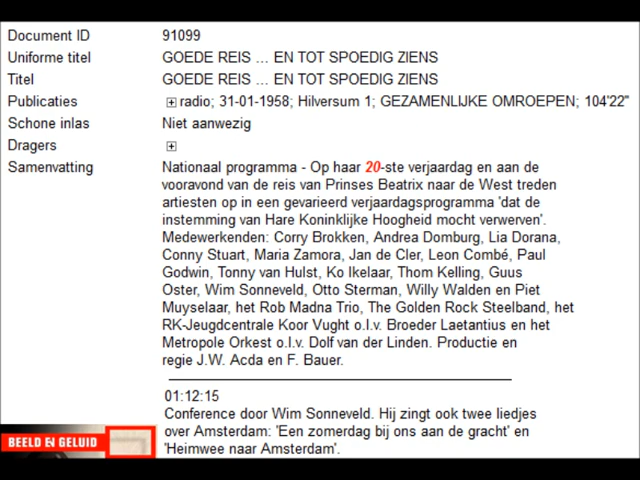 Document ID 91099
Uniforme titel GOEDE REIS ... EN TOT SPOEDIG ZIENS
Titel GOEDE REIS ... EN TOT SPOEDIG ZIENS
Publicaties radio; 31-01-1958; Hilversum 1; GEZAMENLIJKE OMROEPEN; 104'22"
Schone inlas Niet aanwezig
Dragers
Samenvatting Nationaal programma - Op haar 20-ste verjaardag en aan de
vooravond van de reis van Prinses Beatrix naar de West treden
artiesten op in een gevarieerd verjaardagsprogramma 'dat de
instemming van Hare Koninklijke Hoogheid mocht verwerven'.
Medewerkenden: Corry Brokken, Andrea Domburg, Lia Dorana,
Conny Stuart, Maria Zamora, Jan de Cler, Leon Combé, Paul
Godwin, Tonny van Hulst, Ko Ikelaar, Thom Kelling, Guus
Oster, Wim Sonneveld, Otto Sterman, Willy Walden en Piet
Muyselaar, het Rob Madna Trio, The Golden Rock Steelband, het
RK-Jeugdcentrale Koor Vught o.l.v. Broeder Laetantius en het
Metropole Orkest o.l.v. Dolf van der Linden. Productie en
regie J.W. Acda en F. Bauer.
01:12:15
Conference door Wim Sonneveld. Hij zingt ook twee liedjes
over Amsterdam: 'Een zomerdag bij ons aan de gracht' en
'Heimwee naar Amsterdam'.
BEELD EN GELUID